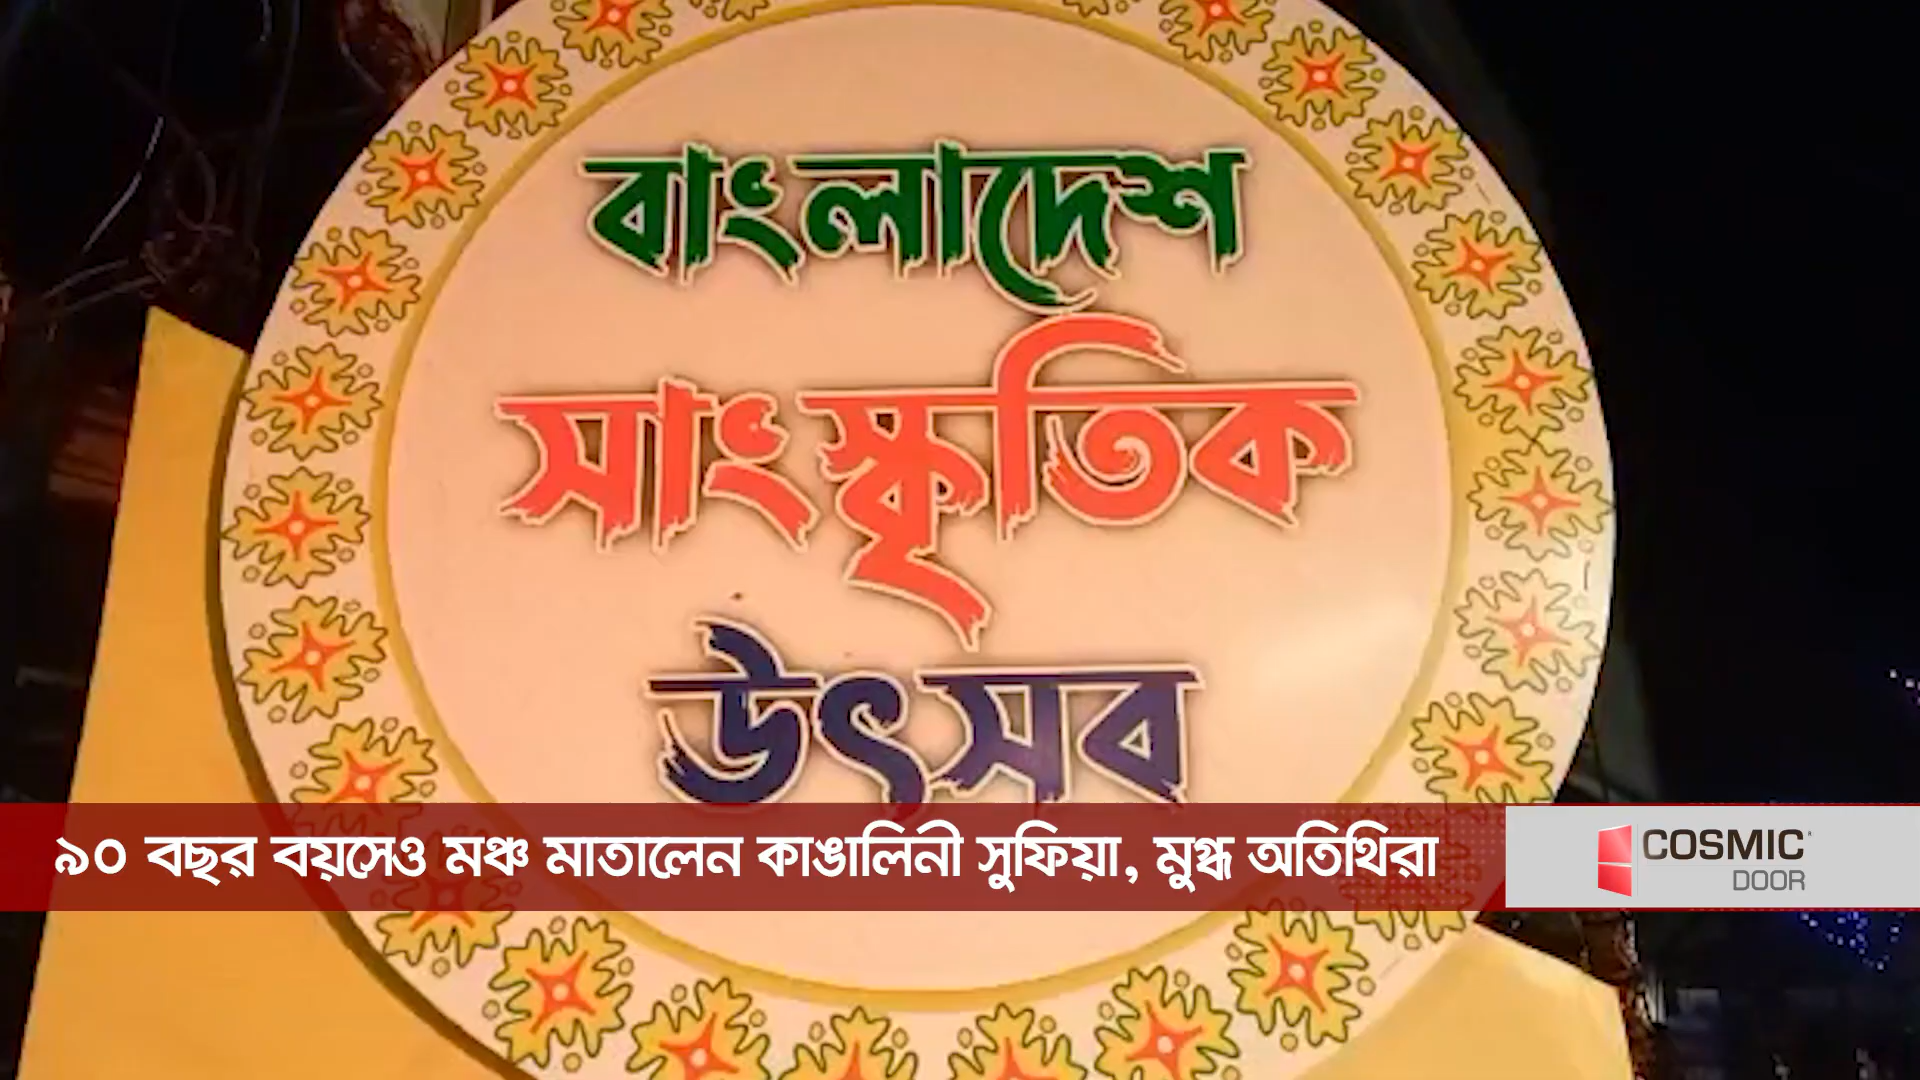 বাংলাদেশ
সাংস্কৃতিক
উৎসব
৯০ বছর বয়সেও মঞ্চ মাতালেন কাঙালিনী সুফিয়া, মুগ্ধ অতিথিরা
COSMIC
DOOR